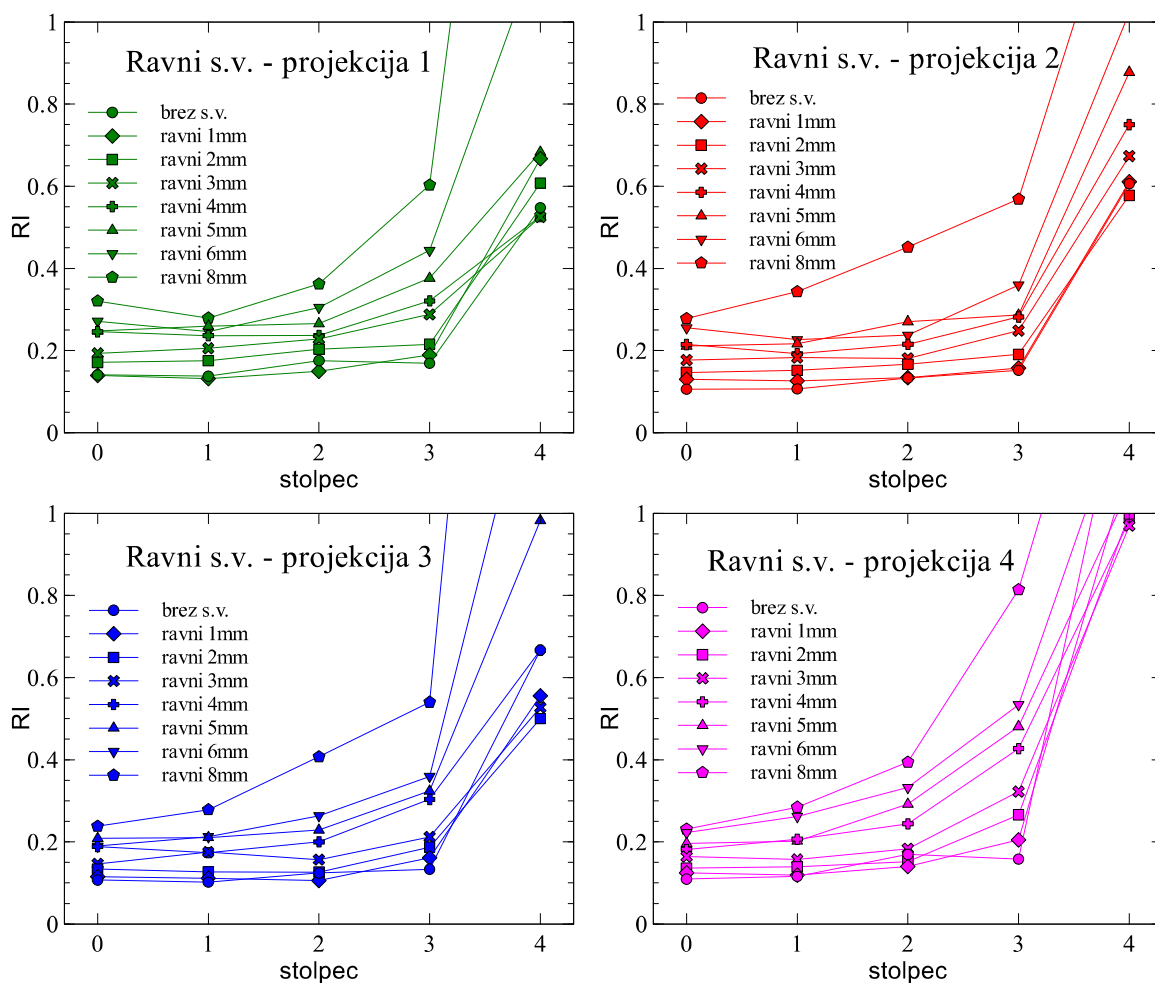 Ravni s.v. - projekcija 1
brez s.v.
ravni 1mm
ravni 2mm
ravni 3mm
ravni 4mm
ravni 5mm
ravni 6mm
ravni 8mm
RI
1
0.8
0.6
0.4
0.2
0
0 1 2 3 4
stolpec
Ravni s.v. - projekcija 2
brez s.v.
ravni 1mm
ravni 2mm
ravni 3mm
ravni 4mm
ravni 5mm
ravni 6mm
ravni 8mm
RI
1
0.8
0.6
0.4
0.2
0
0 1 2 3 4
stolpec
Ravni s.v. - projekcija 3
brez s.v.
ravni 1mm
ravni 2mm
ravni 3mm
ravni 4mm
ravni 5mm
ravni 6mm
ravni 8mm
RI
1
0.8
0.6
0.4
0.2
0
0 1 2 3 4
stolpec
Ravni s.v. - projekcija 4
brez s.v.
ravni 1mm
ravni 2mm
ravni 3mm
ravni 4mm
ravni 5mm
ravni 6mm
ravni 8mm
RI
1
0.8
0.6
0.4
0.2
0
0 1 2 3 4
stolpec